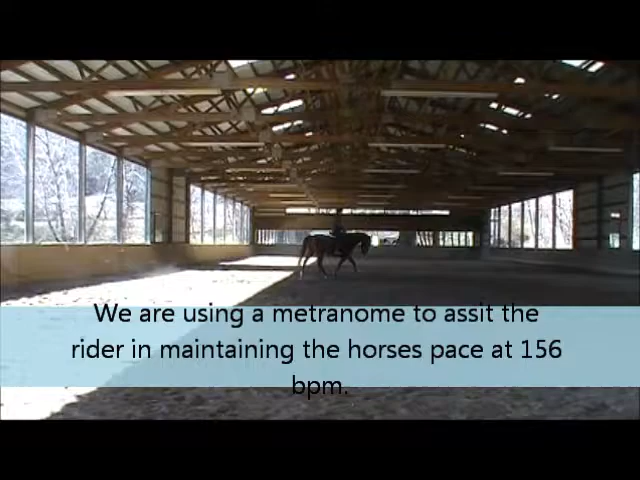 We are using a metranome to assit the
rider in maintaining the horses pace at 156
bpm.